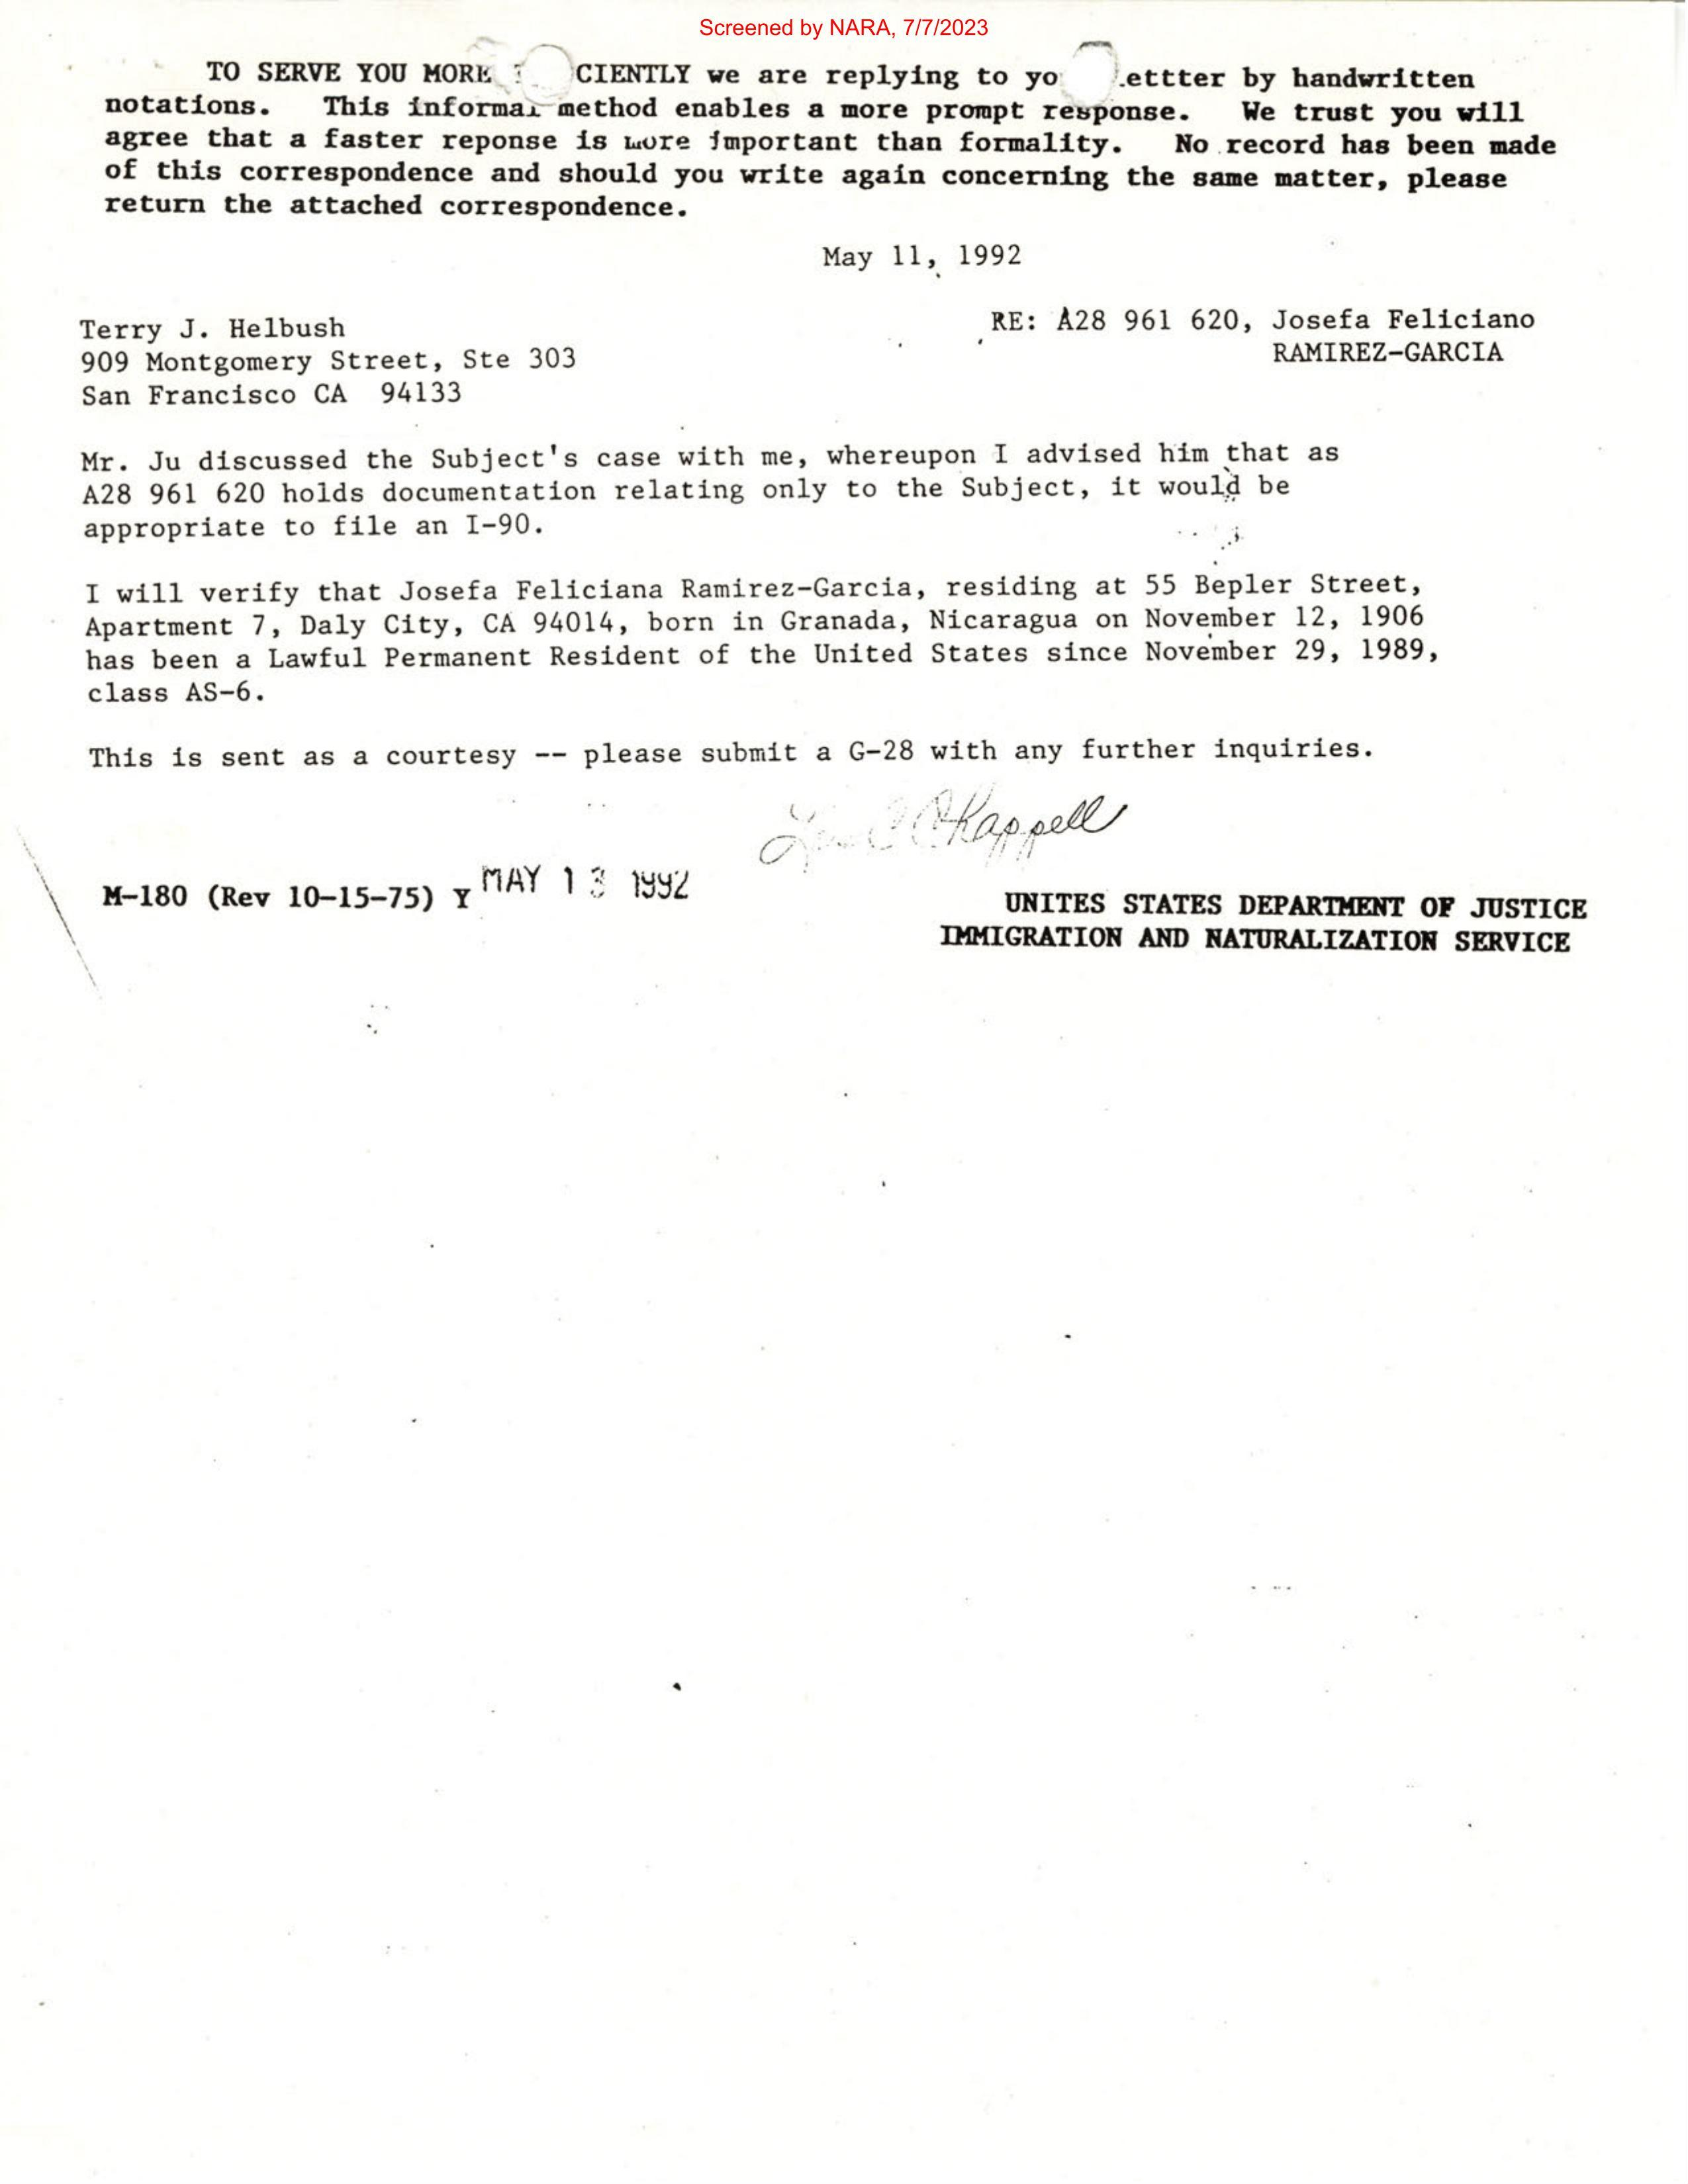 Screened by NARA, 7/7/2023
TO SERVE YOU MORE CIENTLY we are replying to yo ettter by handwritten
notations. This informal method enables a more prompt response. We trust you will
agree that a faster reponse is more important than formality. No record has been made
of this correspondence and should you write again concerning the same matter, please
return the attached correspondence.
May 11, 1992
Terry J. Helbush
909 Montgomery Street, Ste 303
San Francisco CA 94133
RE: A28 961 620, Josefa Feliciano
RAMIREZ-GARCIA
Mr. Ju discussed the Subject's case with me, whereupon I advised him that as
A28 961 620 holds documentation relating only to the Subject, it would be
appropriate to file an I-90.
I will verify that Josefa Feliciana Ramirez-Garcia, residing at 55 Bepler Street,
Apartment 7, Daly City, CA 94014, born in Granada, Nicaragua on November 12, 1906
has been a Lawful Permanent Resident of the United States since November 29, 1989,
class AS-6.
This is sent as a courtesy -- please submit a G-28 with any further inquiries.
M-180 (Rev 10-15-75) Y MAY 13 1992
UNITES STATES DEPARTMENT OF JUSTICE
IMMIGRATION AND NATURALIZATION SERVICE